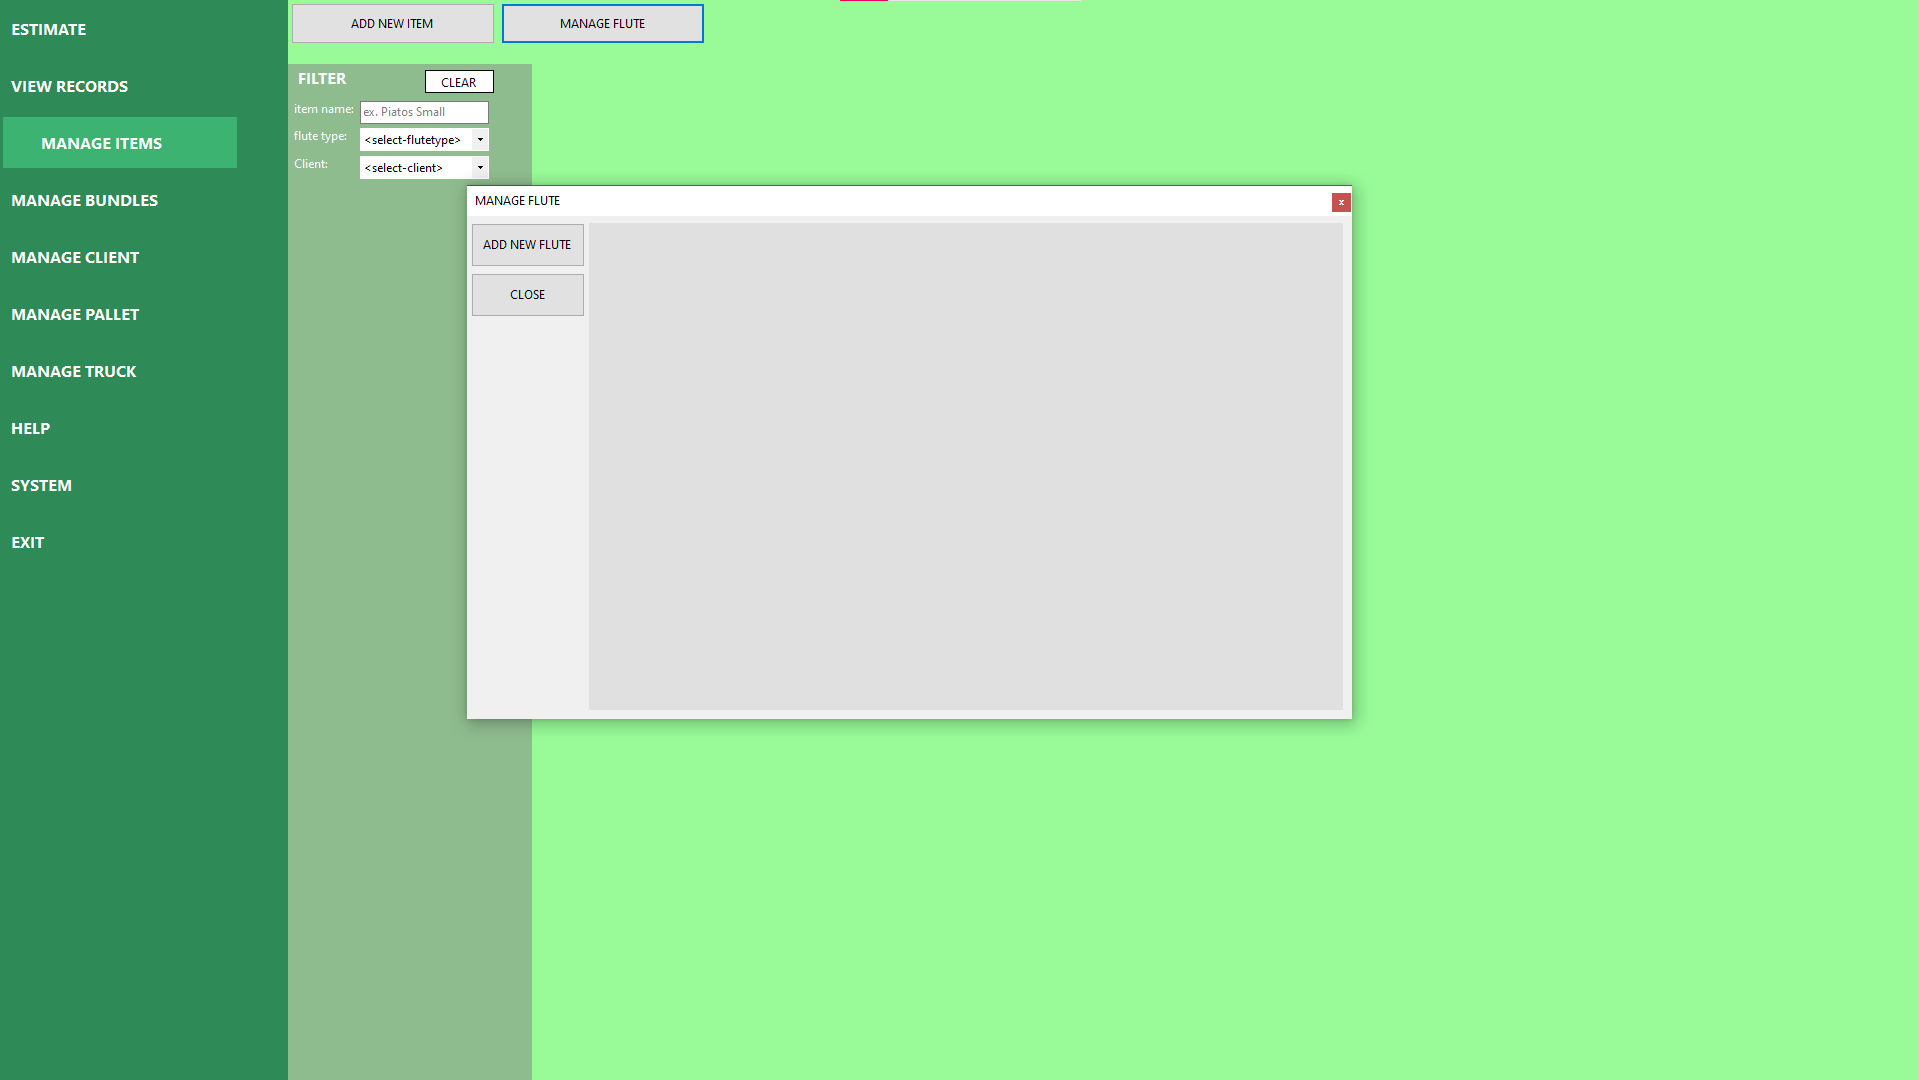 ESTIMATE
VIEW RECORDS
MANAGE ITEMS
MANAGE BUNDLES
MANAGE CLIENT
MANAGE PALLET
MANAGE TRUCK
HELP
SYSTEM
EXIT
ADD NEW ITEM
MANAGE FLUTE
FILTER
CLEAR
item name:
ex. Piatos Small
flute type:
<select-flutetype>
Client:
<select-client>
MANAGE FLUTE
x
ADD NEW FLUTE
CLOSE